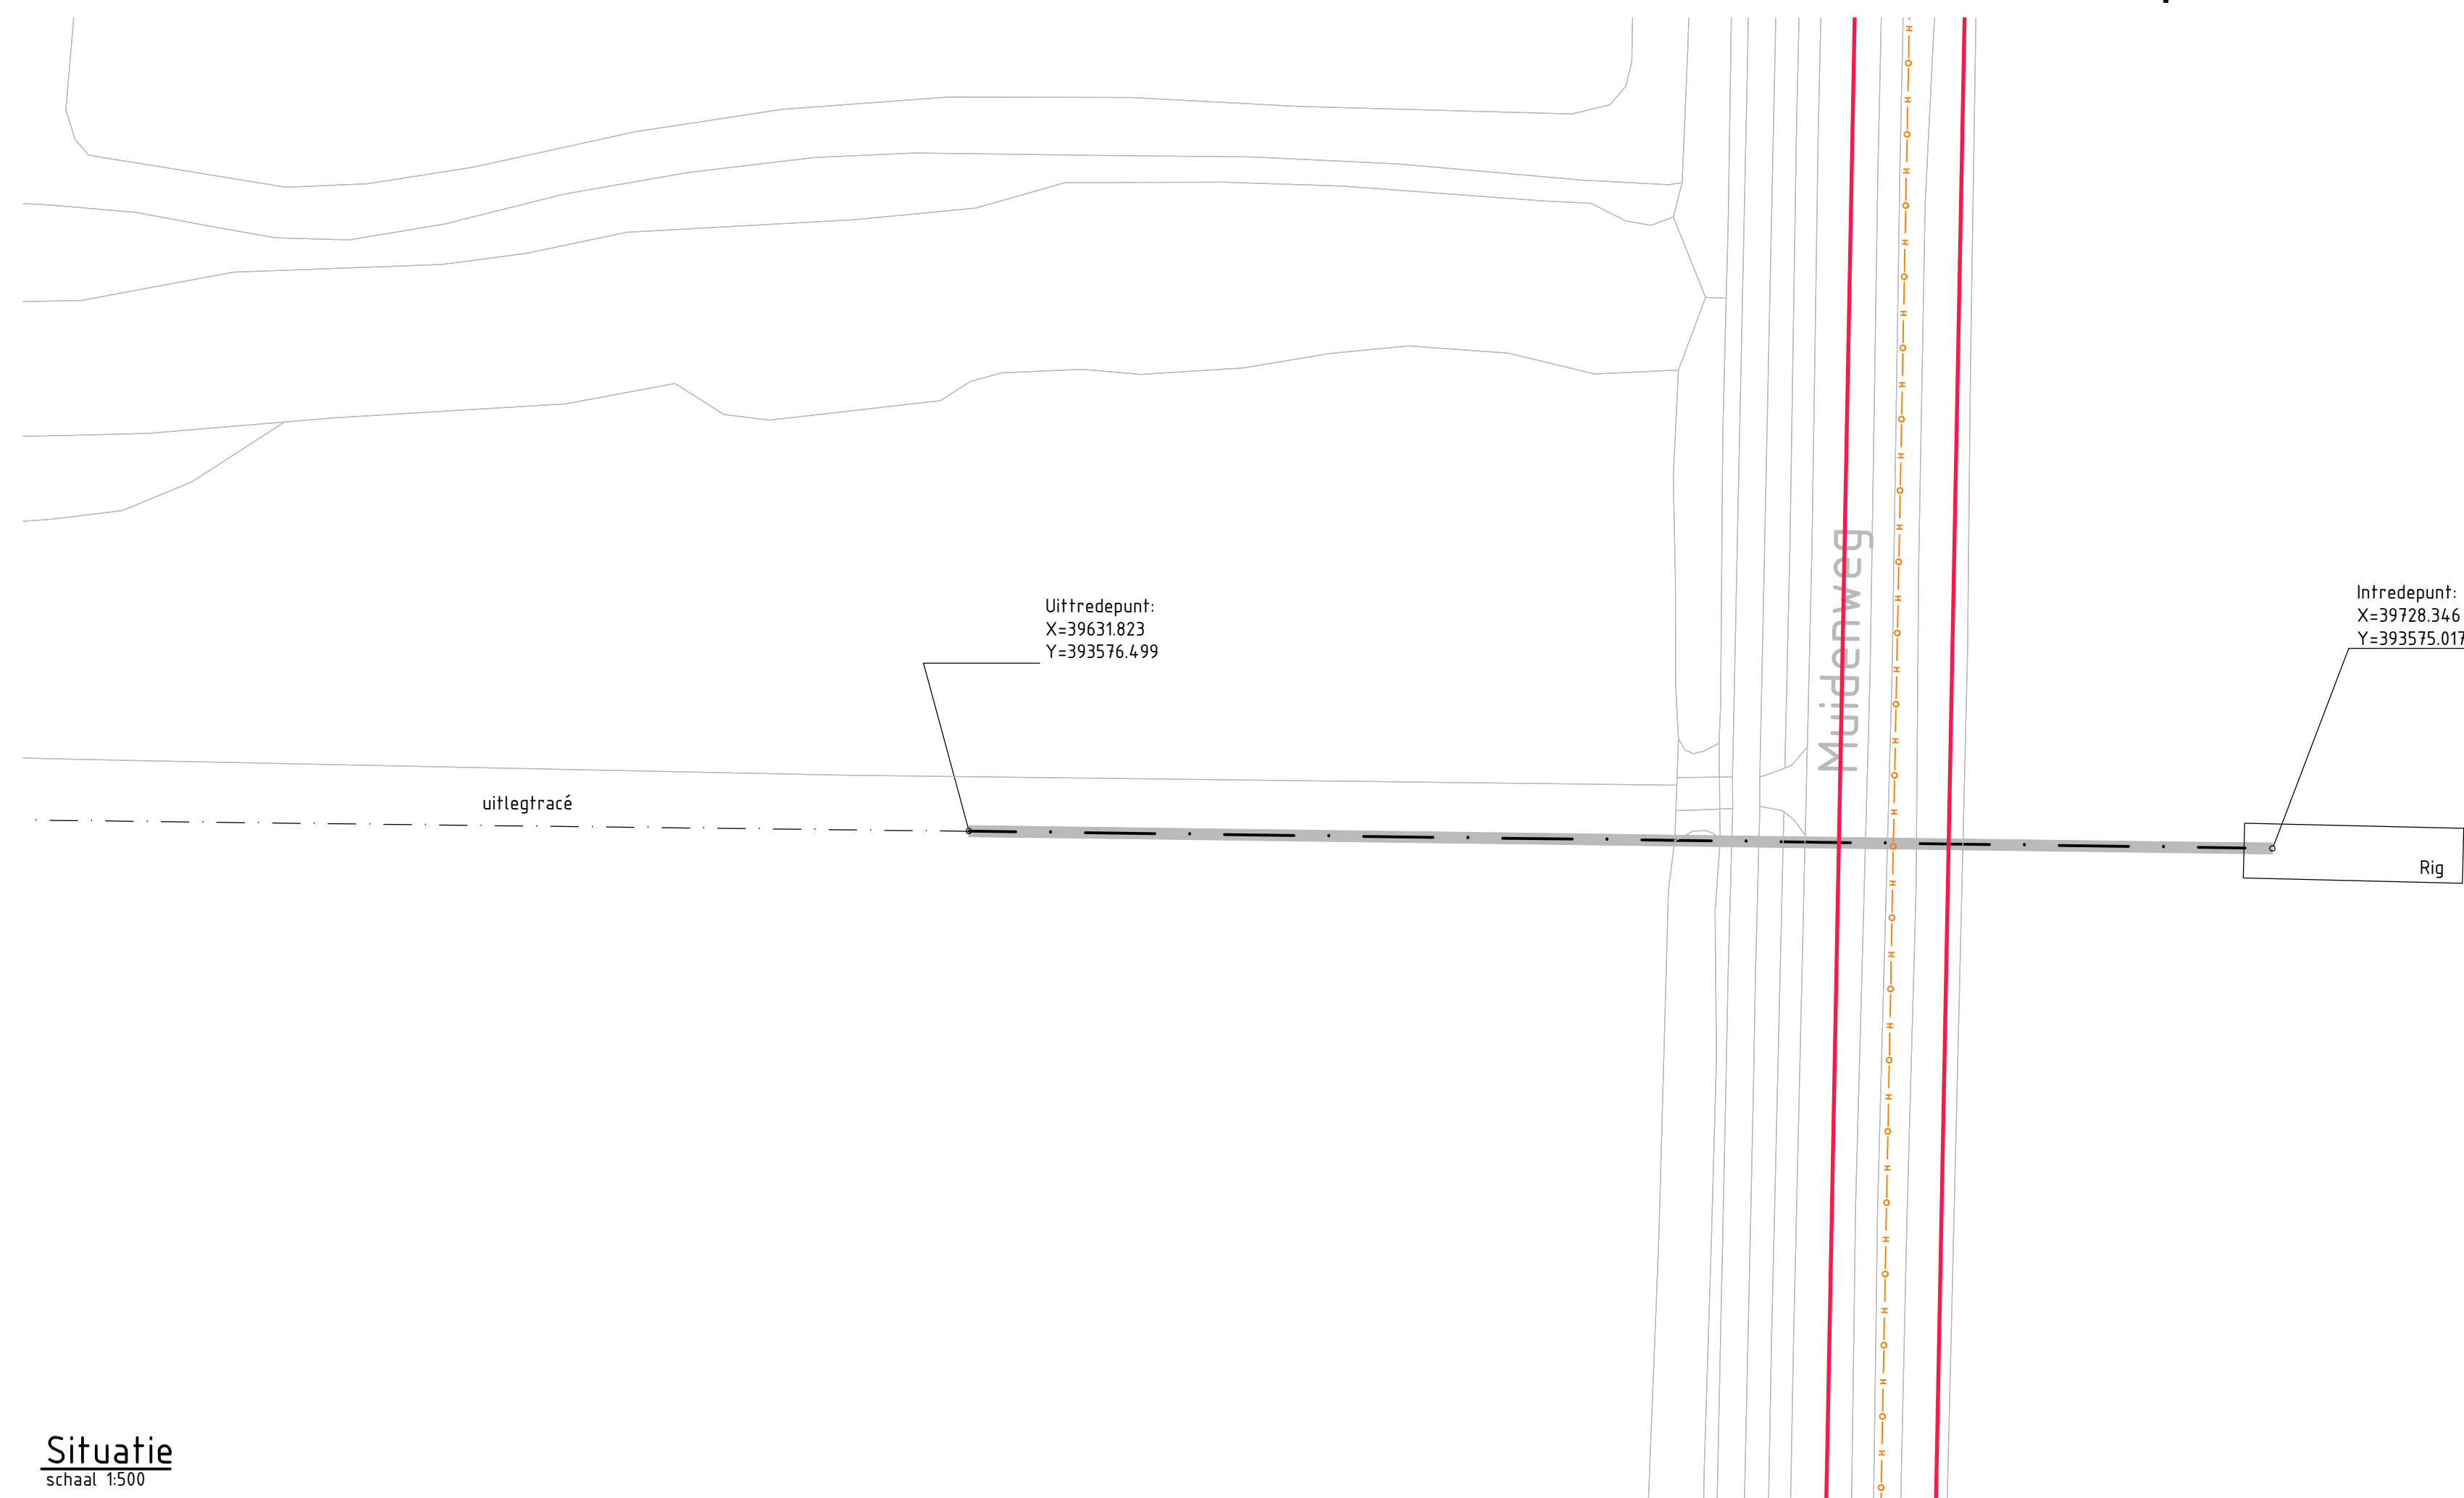 Intredepunt:
X=39728.346
Y=393575.017
Uittredepunt:
X=39631.823
Y=393576.499
Muidenweg
uitlegtracé
Rig
Situatie
schaal 1:500